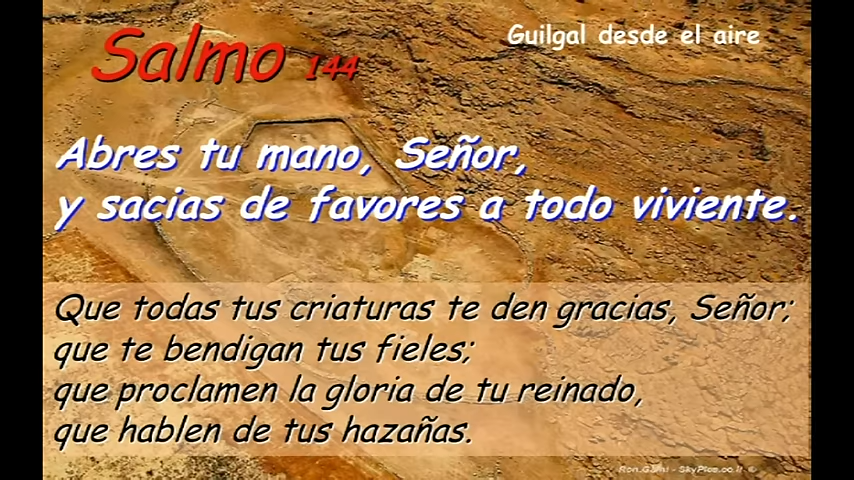 Salmo 144
Guilgal desde el aire
Abres tu mano, Señor,
y sacias de favores a todo viviente.
Que todas tus criaturas te den gracias, Señor;
que te bendigan tus fieles;
que proclamen la gloria de tu reinado,
que hablen de tus hazañas.